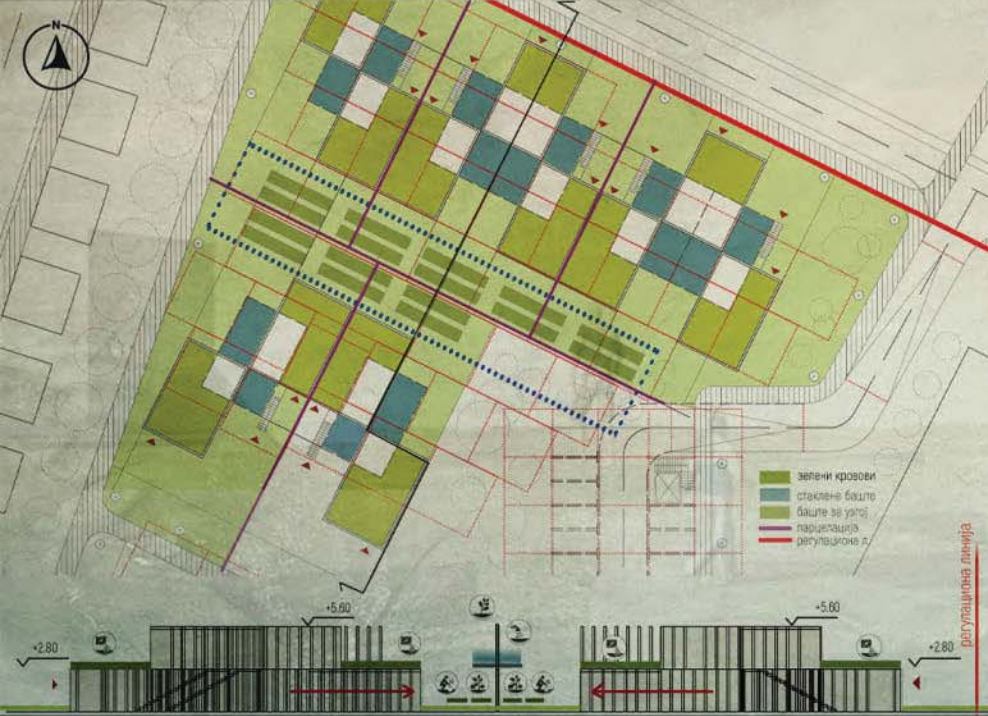 N
зелени кровови
стаклене баште
баште за узгој
парцелација
регулациона л.
регулациона линија
+5.60
+5.60
+2.80
+2.80